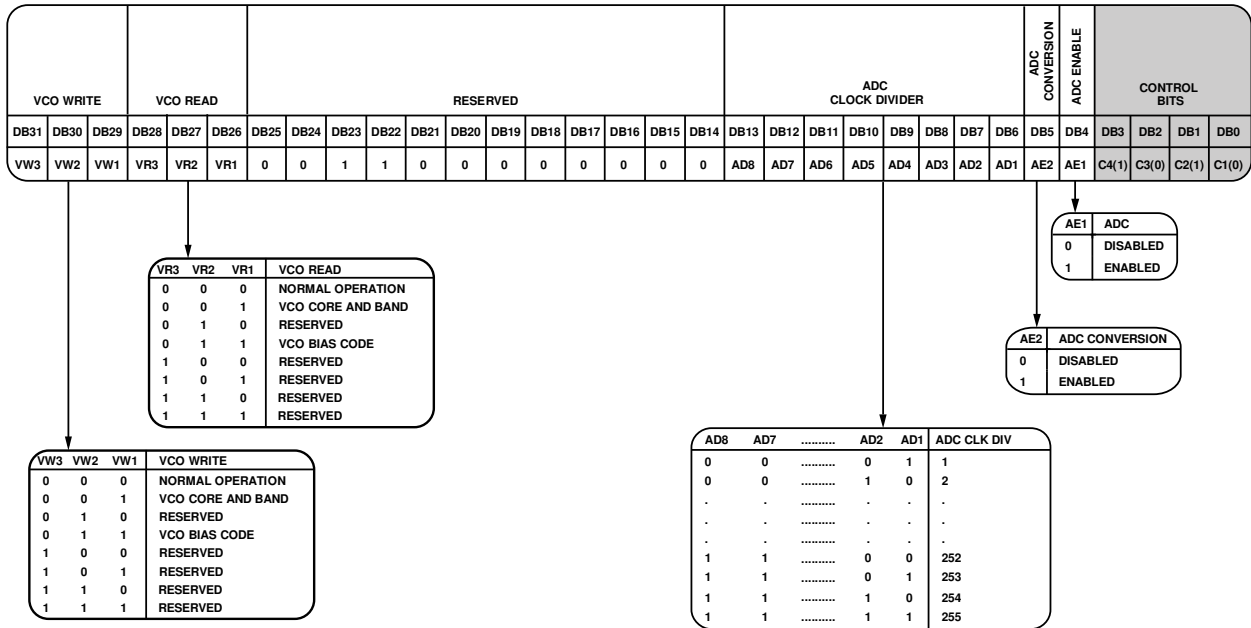 VCO WRITE VCO READ RESERVED ADC CLOCK DIVIDER ADC CONVERSION ADC ENABLE CONTROL BITS
DB31 DB30 DB29 DB28 DB27 DB26 DB25 DB24 DB23 DB22 DB21 DB20 DB19 DB18 DB17 DB16 DB15 DB14 DB13 DB12 DB11 DB10 DB9 DB8 DB7 DB6 DB5 DB4 DB3 DB2 DB1 DB0
VW3 VW2 VW1 VR3 VR2 VR1 0 0 1 1 0 0 0 0 0 0 0 0 AD8 AD7 AD6 AD5 AD4 AD3 AD2 AD1 AE2 AE1 C4(1) C3(0) C2(1) C1(0)
AE1 ADC
0 DISABLED
1 ENABLED
VR3 VR2 VR1 VCO READ
0 0 0 NORMAL OPERATION
0 0 1 VCO CORE AND BAND
0 1 0 RESERVED
0 1 1 VCO BIAS CODE
1 0 0 RESERVED
1 0 1 RESERVED
1 1 0 RESERVED
1 1 1 RESERVED
AE2 ADC CONVERSION
0 DISABLED
1 ENABLED
VW3 VW2 VW1 VCO WRITE
0 0 0 NORMAL OPERATION
0 0 1 VCO CORE AND BAND
0 1 0 RESERVED
0 1 1 VCO BIAS CODE
1 0 0 RESERVED
1 0 1 RESERVED
1 1 0 RESERVED
1 1 1 RESERVED
AD8 AD7 .......... AD2 AD1 ADC CLK DIV
0 0 .......... 0 1 1
0 0 .......... 1 0 2
. . .......... . . .
. . .......... . . .
. . .......... . . .
1 1 .......... 0 0 252
1 1 .......... 0 1 253
1 1 .......... 1 0 254
1 1 .......... 1 1 255